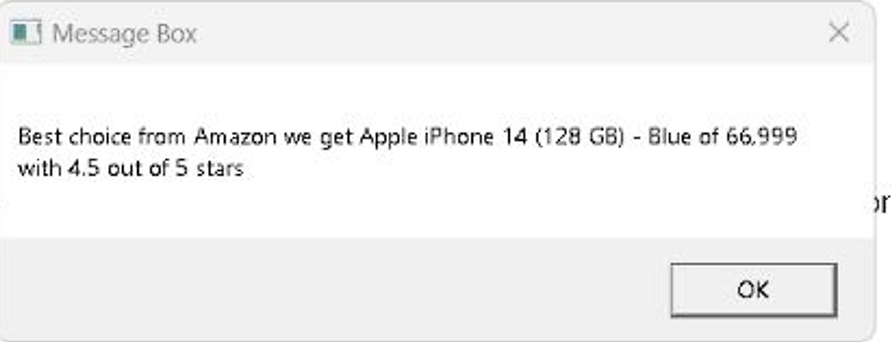 Message Box
Best choice from Amazon we get Apple iPhone 14 (128 GB) - Blue of 66,999
with 4.5 out of 5 stars
OK